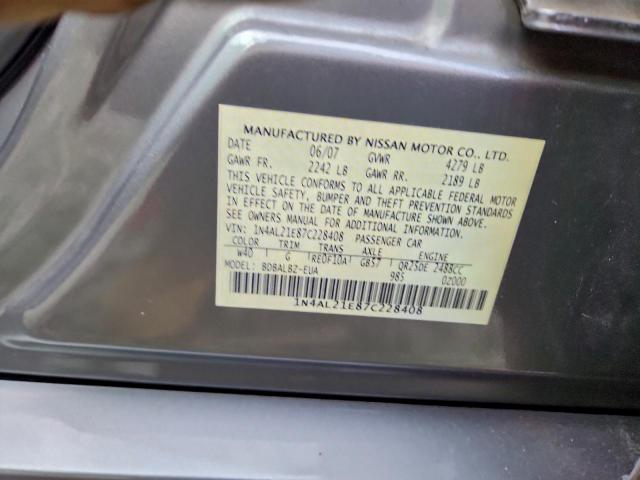 MANUFACTURED BY NISSAN MOTOR CO., LTD.
DATE 06/07 GVWR 4279 LB
GAWR FR. 2242 LB GAWR RR. 2189 LB
THIS VEHICLE CONFORMS TO ALL APPLICABLE FEDERAL MOTOR
VEHICLE SAFETY, BUMPER AND THEFT PREVENTION STANDARDS
IN EFFECT ON THE DATE OF MANUFACTURE SHOWN ABOVE.
SEE OWNERS MANUAL FOR ADDITIONAL INFORMATION.
VIN: 1N4AL21E87C228408 PASSENGER CAR
COLOR TRIM TRANS AXLE ENGINE
W40 G RE0F10A GB57 QR25DE 2488CC
MODEL: BDBALBZ-EUA 985 02000
1N4AL21E87C228408